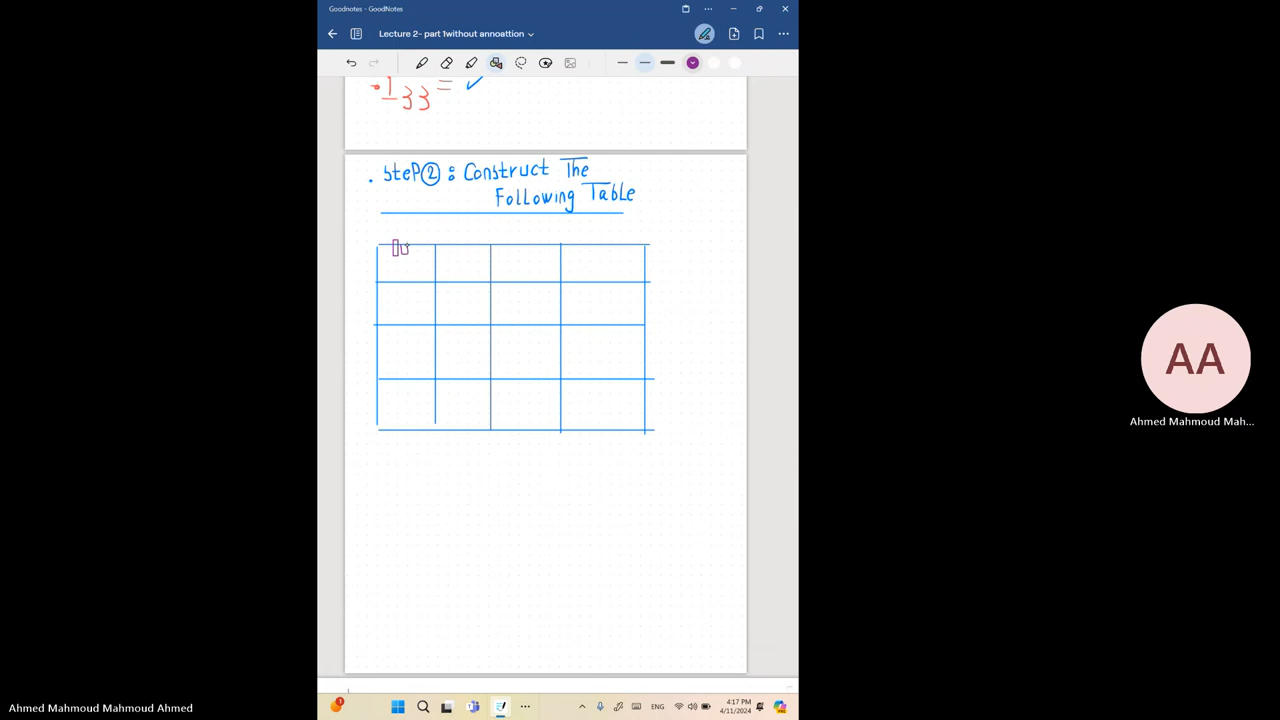 Goodnotes - GoodNotes
Lecture 2- part 1without annoattion
-1
-33 =
. SteP② : Construct The
Following Table
AA
Ahmed Mahmoud Mah...
Ahmed Mahmoud Mahmoud Ahmed
ENG
4:17 PM
4/11/2024